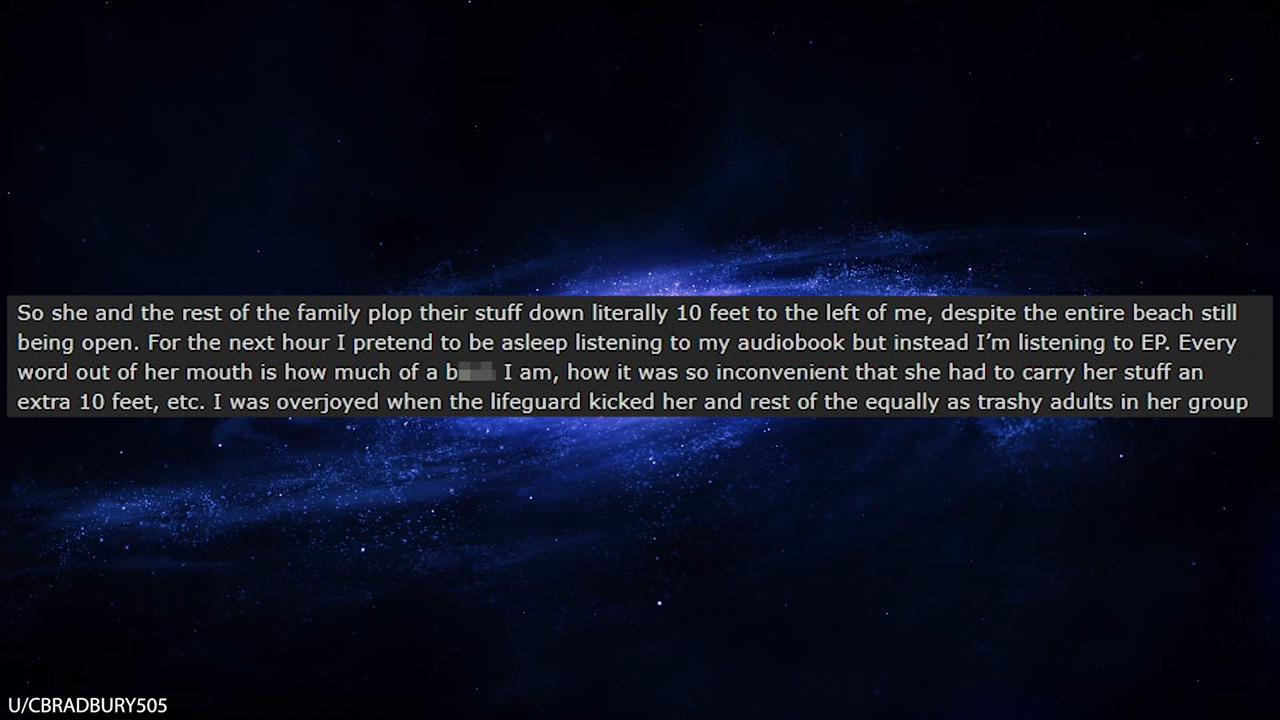 So she and the rest of the family plop their stuff down literally 10 feet to the left of me, despite the entire beach still
being open. For the next hour I pretend to be asleep listening to my audiobook but instead I’m listening to EP. Every
word out of her mouth is how much of a b I am, how it was so inconvenient that she had to carry her stuff an
extra 10 feet, etc. I was overjoyed when the lifeguard kicked her and rest of the equally as trashy adults in her group
U/CBRADBURY505